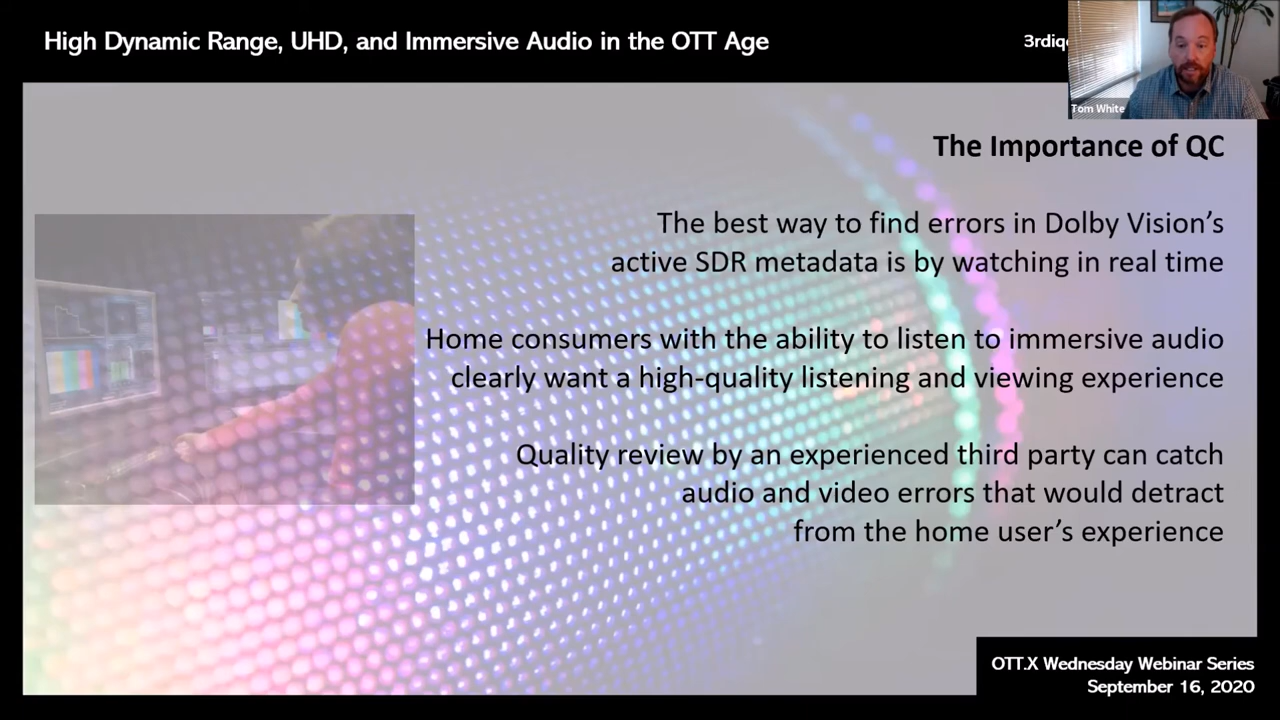 High Dynamic Range, UHD, and Immersive Audio in the OTT Age
Tom White
The Importance of QC
The best way to find errors in Dolby Vision’s
active SDR metadata is by watching in real time
Home consumers with the ability to listen to immersive audio
clearly want a high-quality listening and viewing experience
Quality review by an experienced third party can catch
audio and video errors that would detract
from the home user’s experience
OTT.X Wednesday Webinar Series
September 16, 2020